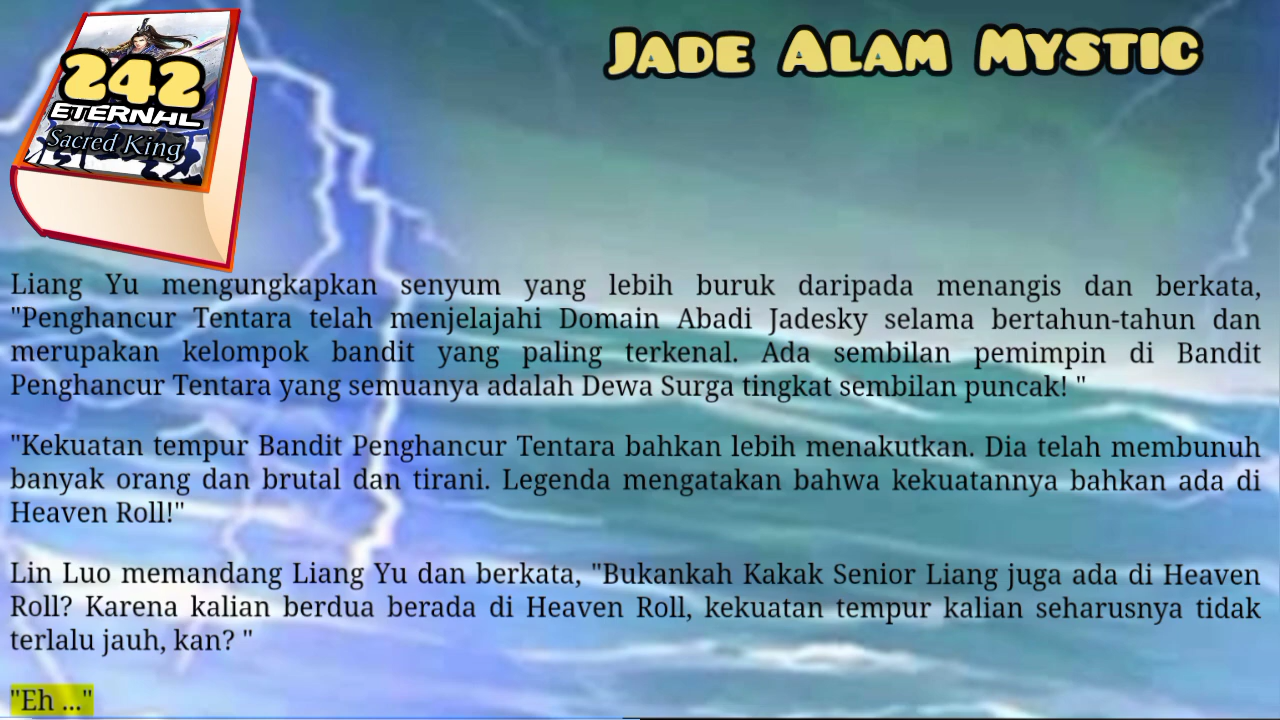 242
ETERNAL
Sacred King
Jade Alam Mystic
Liang Yu mengungkapkan senyum yang lebih buruk daripada menangis dan berkata,
"Penghancur Tentara telah menjelajahi Domain Abadi Jadesky selama bertahun-tahun dan
merupakan kelompok bandit yang paling terkenal. Ada sembilan pemimpin di Bandit
Penghancur Tentara yang semuanya adalah Dewa Surga tingkat sembilan puncak! "
"Kekuatan tempur Bandit Penghancur Tentara bahkan lebih menakutkan. Dia telah membunuh
banyak orang dan brutal dan tirani. Legenda mengatakan bahwa kekuatannya bahkan ada di
Heaven Roll!"
Lin Luo memandang Liang Yu dan berkata, "Bukankah Kakak Senior Liang juga ada di Heaven
Roll? Karena kalian berdua berada di Heaven Roll, kekuatan tempur kalian seharusnya tidak
terlalu jauh, kan? "
"Eh ..."